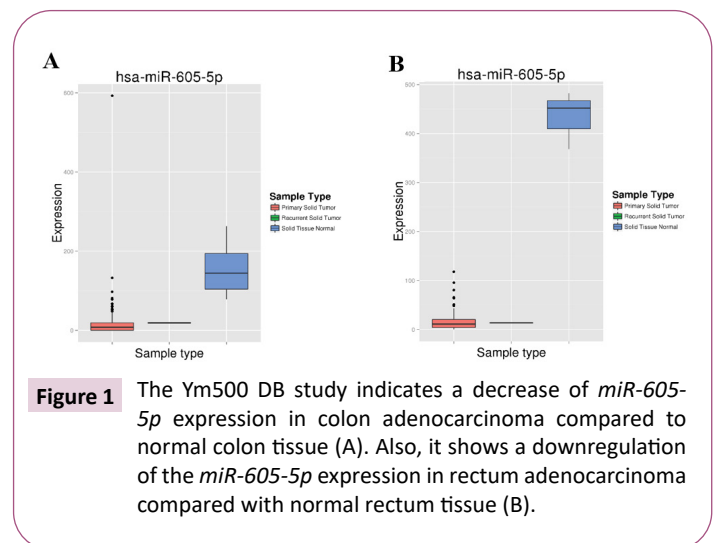 A
hsa-miR-605-5p
600
400
200
0
Expression
Sample type
Sample Type
Primary Solid Tumor
Recurrent Solid Tumor
Solid Tissue Normal
B
hsa-miR-605-5p
500
400
300
200
100
0
Expression
Sample type
Sample Type
Primary Solid Tumor
Recurrent Solid Tumor
Solid Tissue Normal
Figure 1 The Ym500 DB study indicates a decrease of miR-605-
5p expression in colon adenocarcinoma compared to
normal colon tissue (A). Also, it shows a downregulation
of the miR-605-5p expression in rectum adenocarcinoma
compared with normal rectum tissue (B).